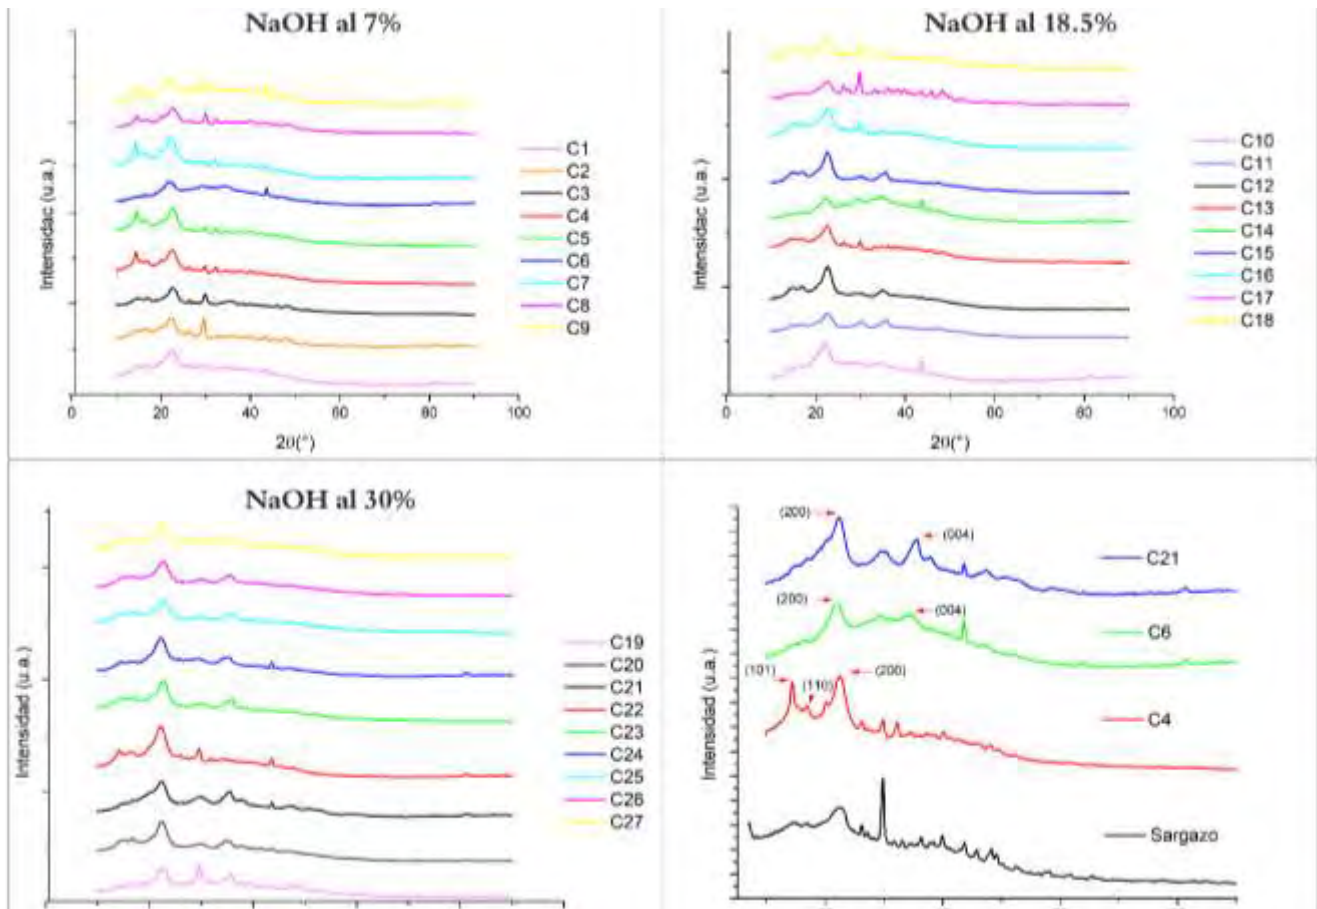 NaOH al 7%
Intensidac (u.a.)
C1
C2
C3
C4
C5
C6
C7
C8
C9
0 20 40 60 80 100
2θ(°)
NaOH al 18.5%
Intensidac (u.a.)
C10
C11
C12
C13
C14
C15
C16
C17
C18
0 20 40 60 80 100
2θ(°)
NaOH al 30%
Intensidad (u.a.)
C19
C20
C21
C22
C23
C24
C25
C26
C27
Intensidad (u.a.)
(200)
(004)
C21
(200)
(004)
C6
(101)
(110)
(200)
C4
Sargazo